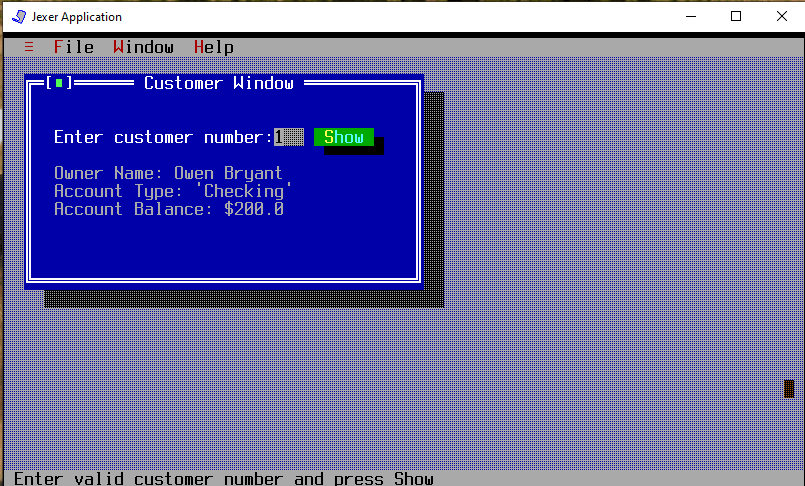 Jexer Application
File Window Help
Customer Window
Enter customer number:1 Show
Owner Name: Owen Bryant
Account Type: 'Checking'
Account Balance: $200.0
Enter valid customer number and press Show